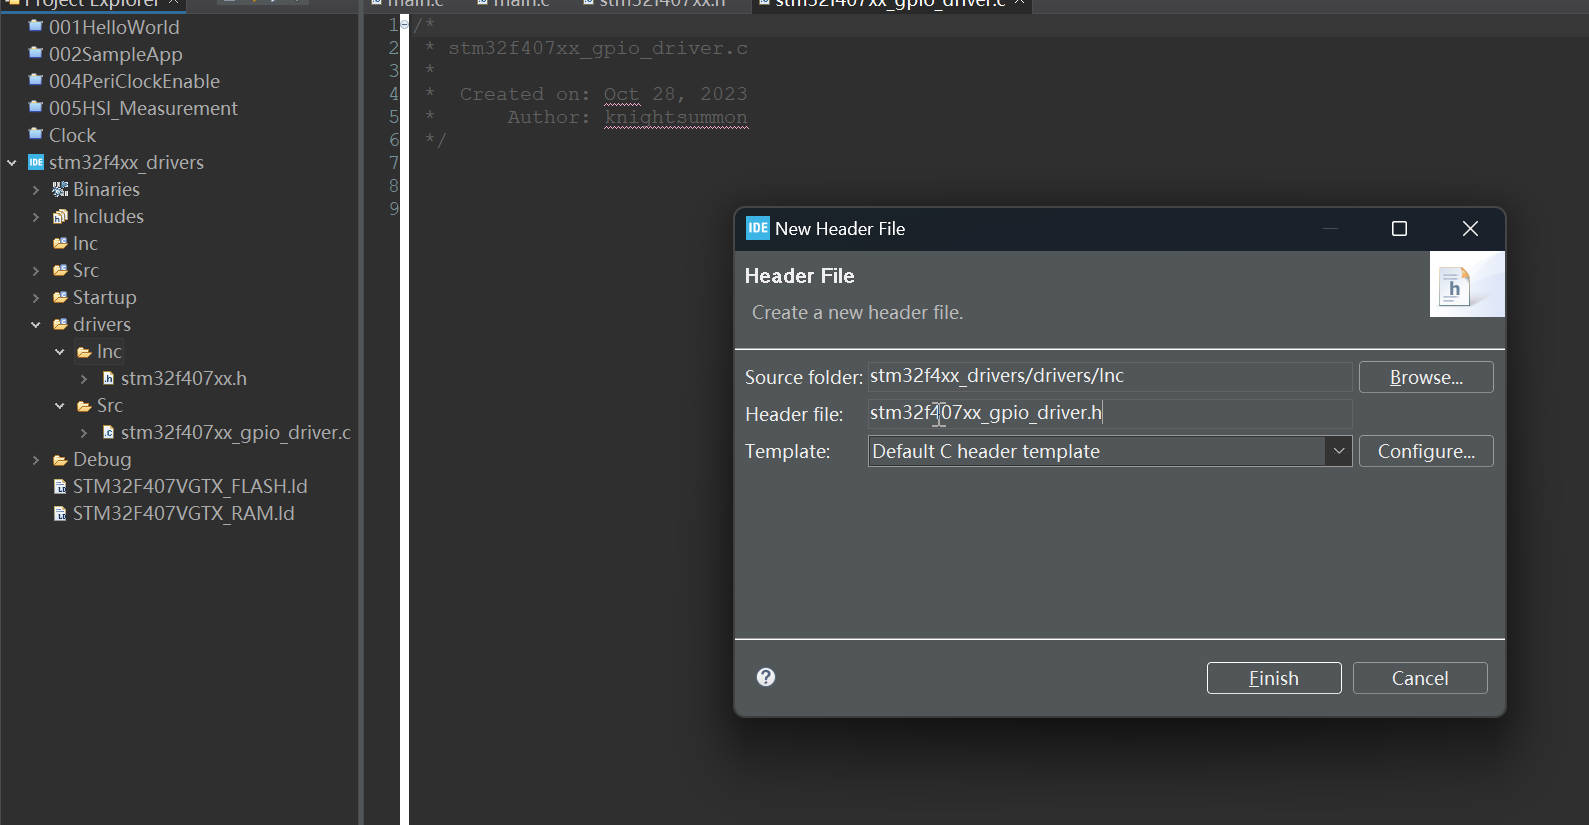 Project Explorer
main.c
main.c
stm32f407xx.h
stm32f407xx_gpio_driver.c
001HelloWorld
002SampleApp
004PeriClockEnable
005HSI_Measurement
Clock
IDE stm32f4xx_drivers
Binaries
Includes
Inc
Src
Startup
drivers
Inc
stm32f407xx.h
Src
stm32f407xx_gpio_driver.c
Debug
STM32F407VGTX_FLASH.ld
STM32F407VGTX_RAM.ld
1 /*
2 * stm32f407xx_gpio_driver.c
3 *
4 * Created on: Oct 28, 2023
5 * Author: knightsummon
6 */
7
8
9
IDE New Header File
Header File
Create a new header file.
h
Source folder: stm32f4xx_drivers/drivers/Inc Browse...
Header file: stm32f407xx_gpio_driver.h
Template: Default C header template Configure...
? Finish Cancel